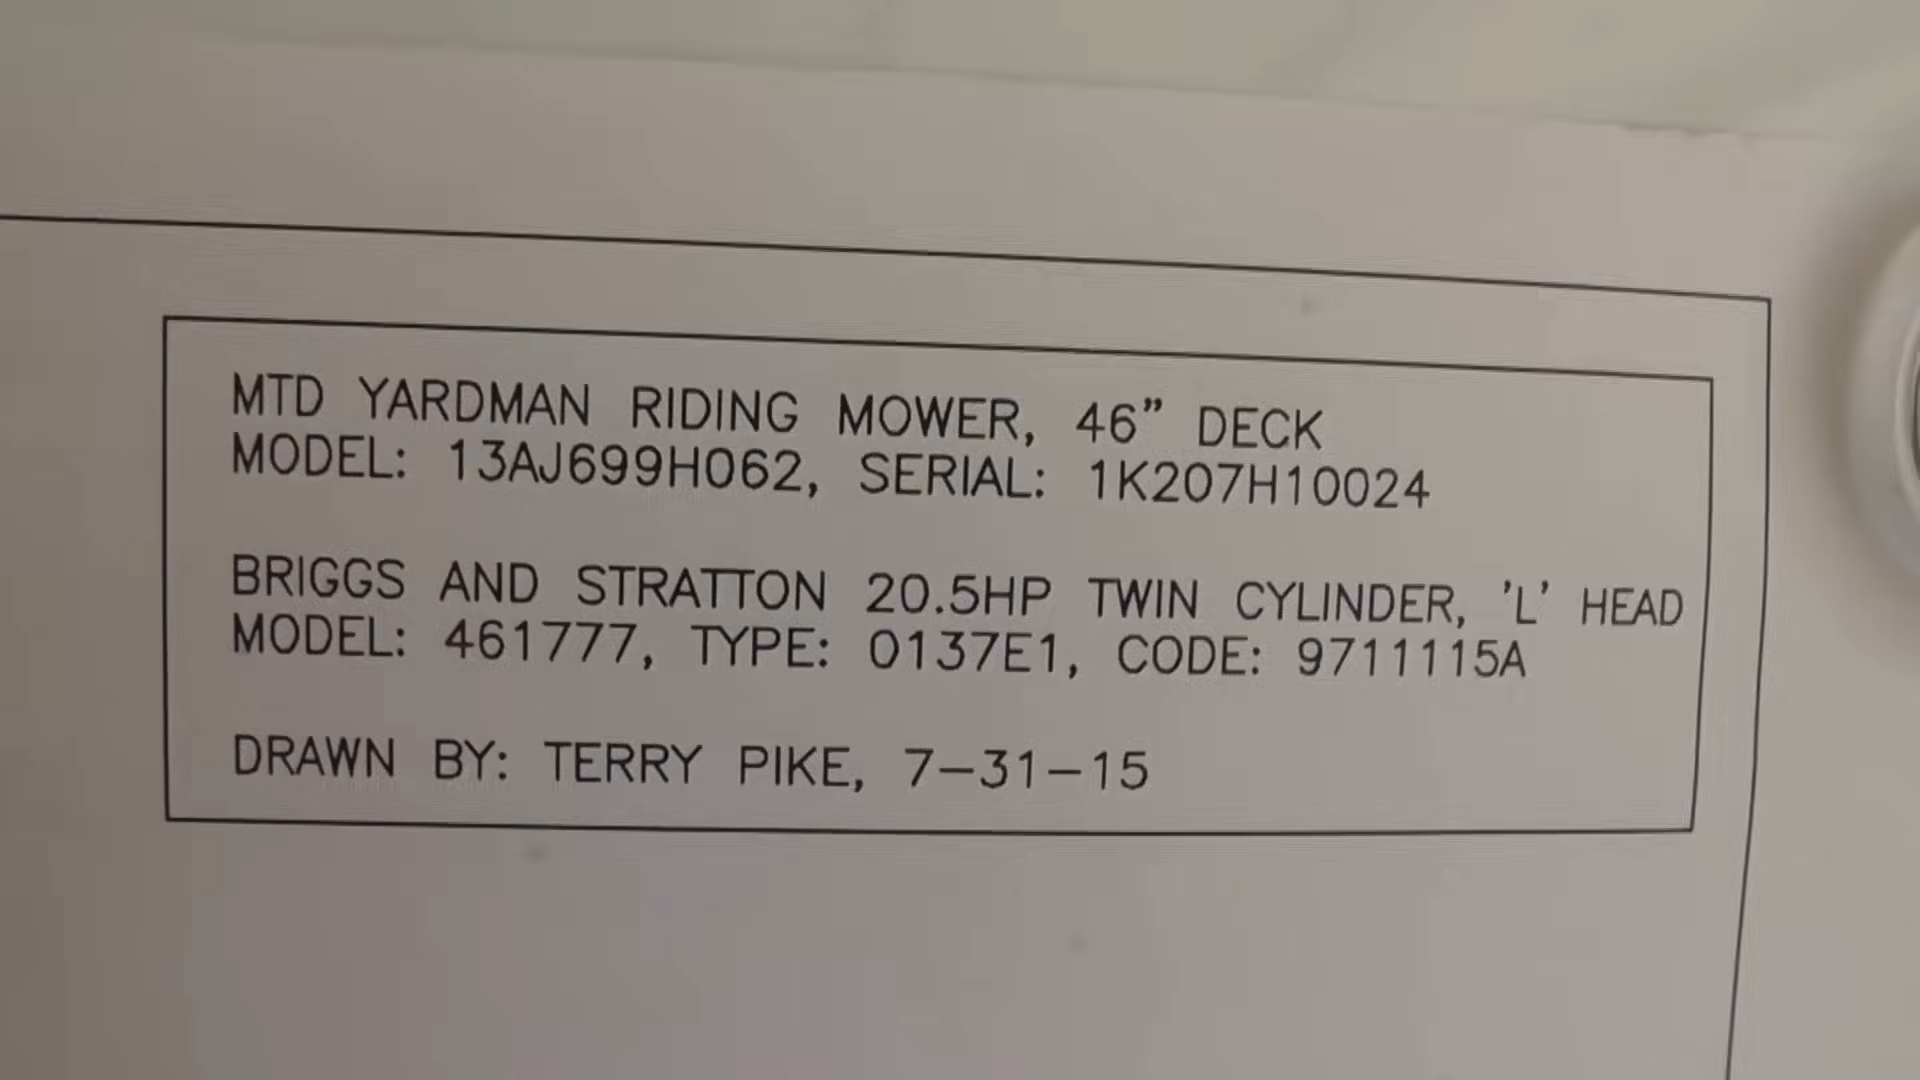 MTD YARDMAN RIDING MOWER, 46” DECK
MODEL: 13AJ699H062, SERIAL: 1K207H10024
BRIGGS AND STRATTON 20.5HP TWIN CYLINDER, 'L' HEAD
MODEL: 461777, TYPE: 0137E1, CODE: 9711115A
DRAWN BY: TERRY PIKE, 7-31-15